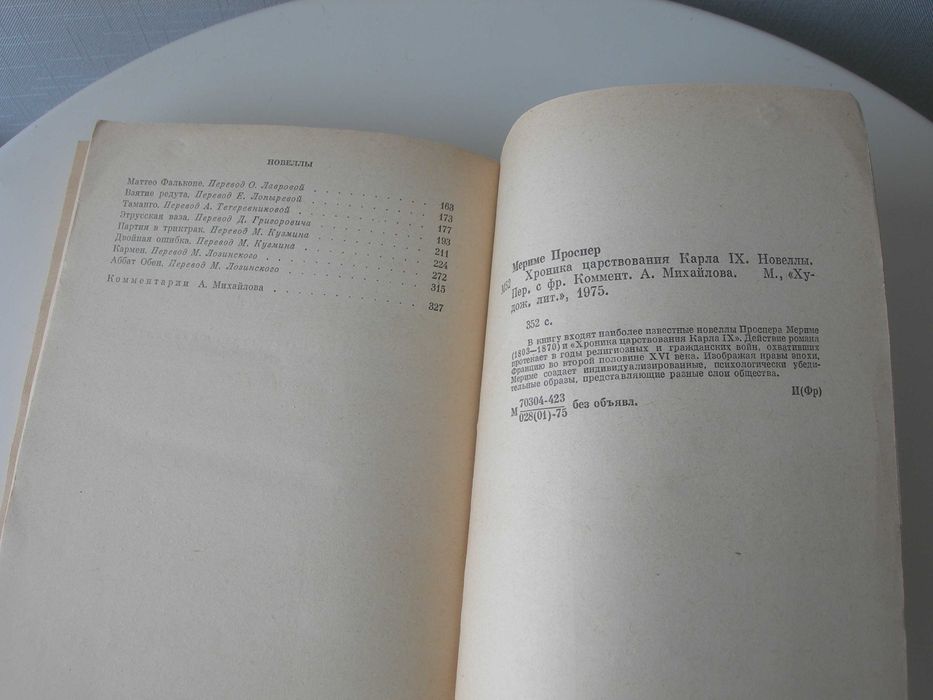 НОВЕЛЛЫ
Маттео Фальконе. Перевод О. Лавровой . . . . . 163
Взятие редута. Перевод Е. Лопыревой . . . . . 173
Таманго. Перевод А. Тетеревниковой . . . . . 177
Этрусская ваза. Перевод Д. Григоровича . . . . . 193
Партия в триктрак. Перевод М. Кузмина . . . . . 211
Двойная ошибка. Перевод М. Кузмина . . . . . 224
Кармен. Перевод М. Лозинского . . . . . 272
Аббат Обен. Перевод М. Лозинского . . . . . 315
Комментарии А. Михайлова . . . . . 327
Мериме Проспер
М52 Хроника царствования Карла IX. Новеллы.
Пер. с фр. Коммент. А. Михайлова. М., «Ху-
дож. лит.», 1975.
352 с.
В книгу входят наиболее известные новеллы Проспера Мериме
(1803—1870) и «Хроника царствования Карла IX». Действие романа
протекает в годы религиозных и гражданских войн, охвативших
Францию во второй половине XVI века. Изображая нравы эпохи,
Мериме создает индивидуализированные, психологически убеди-
тельные образы, представляющие разные слои общества.
М 70304-423 / 028(01)-75 без объявл.
И(Фр)